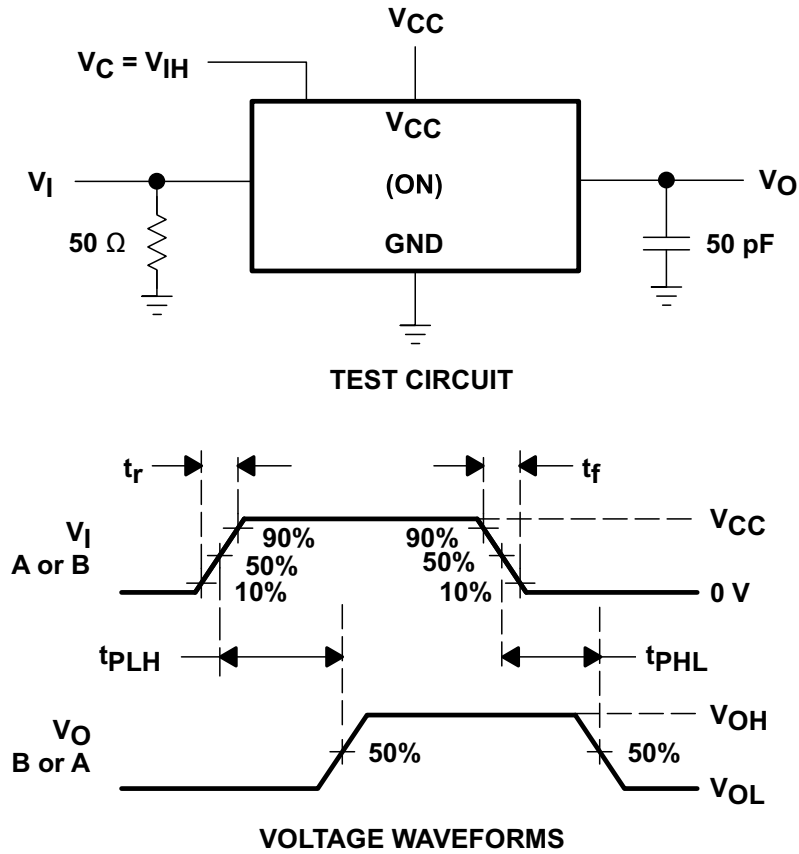 VCC
VC = VIH
VCC
VI
(ON)
VO
50 Ω
GND
50 pF
TEST CIRCUIT
tr
tf
VI
A or B
90%
90%
VCC
50%
50%
10%
10%
0 V
tPLH
tPHL
VO
B or A
VOH
50%
50%
VOL
VOLTAGE WAVEFORMS